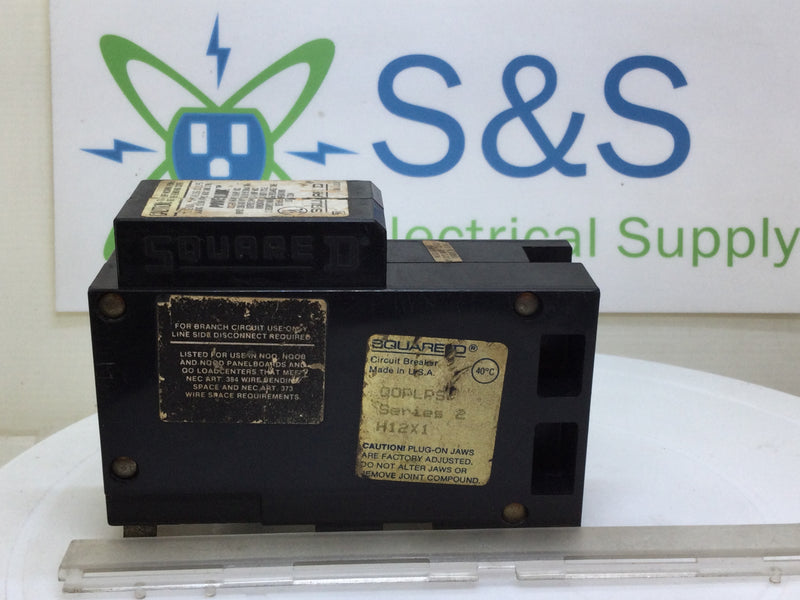 S&S
Electrical Supply
SQUARE D
SQUARE D
FOR BRANCH CIRCUIT USE ONLY
LINE SIDE DISCONNECT REQUIRED.
LISTED FOR USE IN NQO, NQOB
AND NQOD PANELBOARDS AND
QO LOADCENTERS THAT MEET
NEC ART. 384 WIRE BENDING
SPACE AND NEC ART. 373
WIRE SPACE REQUIREMENTS.
SQUARE D®
Circuit Breaker
Made in U.S.A.
40°C
Series 2
H12X1
CAUTION! PLUG-ON JAWS
ARE FACTORY ADJUSTED.
DO NOT ALTER JAWS OR
REMOVE JOINT COMPOUND.